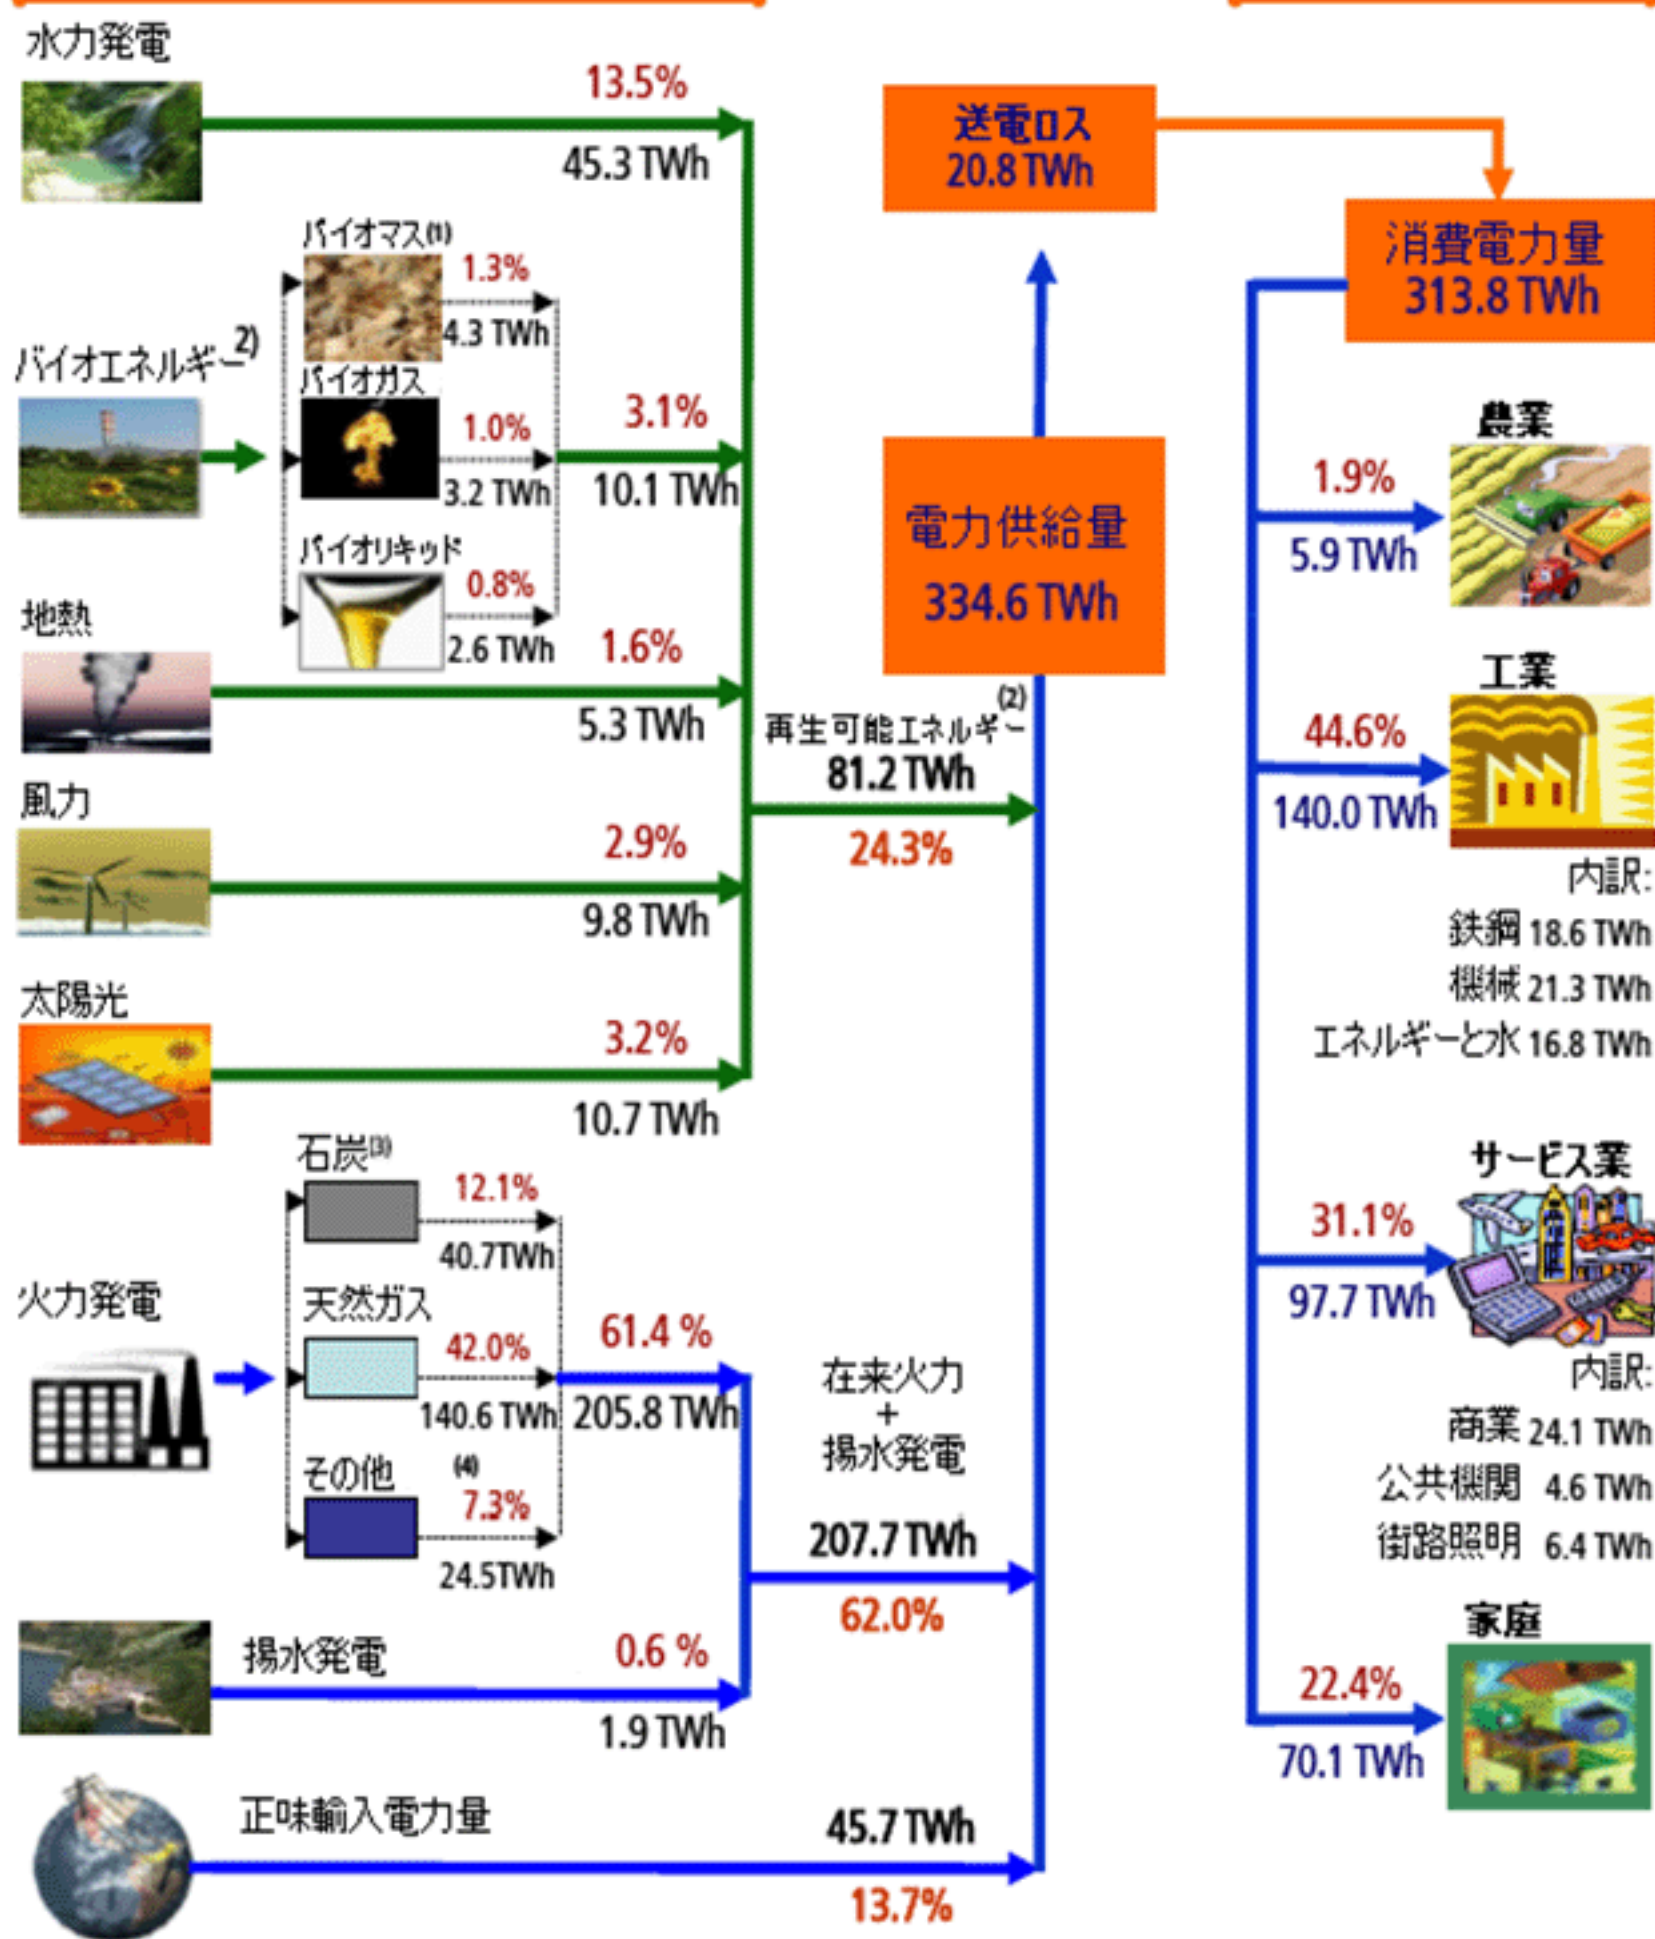 水力発電
13.5%
45.3 TWh
バイオマス(1)
1.3%
4.3 TWh
バイオエネルギー2)
バイオガス
1.0%
3.2 TWh
3.1%
10.1 TWh
バイオリキッド
0.8%
2.6 TWh
地熱
1.6%
5.3 TWh
風力
2.9%
9.8 TWh
太陽光
3.2%
10.7 TWh
再生可能エネルギー(2)
81.2 TWh
24.3%
石炭(3)
12.1%
40.7TWh
火力発電
天然ガス
42.0%
140.6 TWh
61.4 %
205.8 TWh
その他 (4)
7.3%
24.5TWh
在来火力
+
揚水発電
207.7 TWh
62.0%
揚水発電
0.6 %
1.9 TWh
正味輸入電力量
45.7 TWh
13.7%
送電ロス
20.8 TWh
電力供給量
334.6 TWh
消費電力量
313.8 TWh
農業
1.9%
5.9 TWh
工業
44.6%
140.0 TWh
内訳:
鉄鋼 18.6 TWh
機械 21.3 TWh
エネルギーと水 16.8 TWh
サービス業
31.1%
97.7 TWh
内訳:
商業 24.1 TWh
公共機関 4.6 TWh
街路照明 6.4 TWh
家庭
22.4%
70.1 TWh